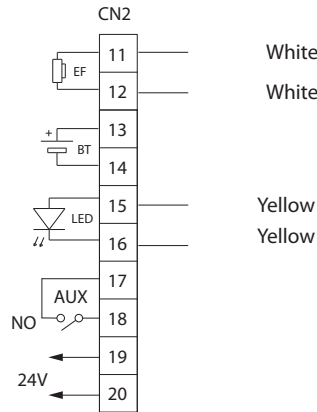 CN2
EF 11 White
12 White
+ 13
BT
14
15 Yellow
LED
16 Yellow
17
AUX
NO 18
19
24V
20